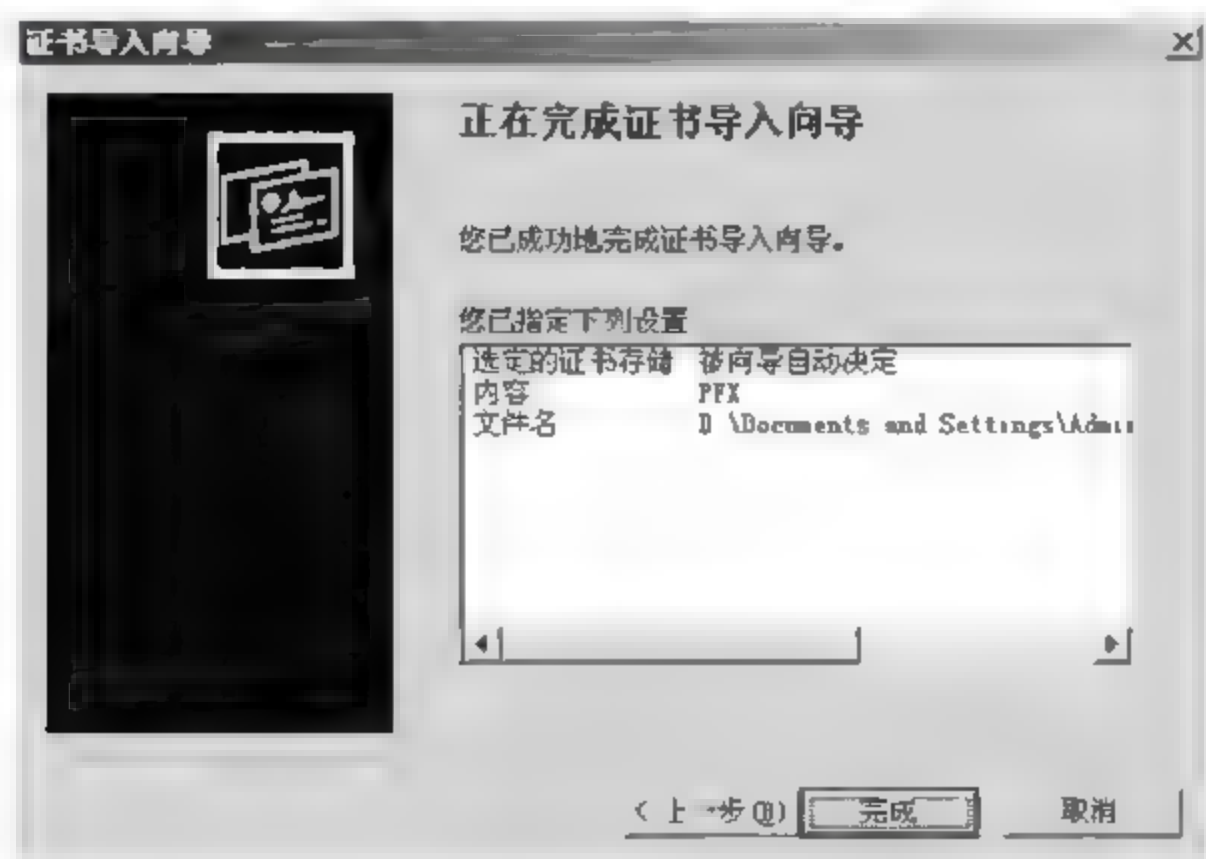 证书导入向导
正在完成证书导入向导
您已成功地完成证书导入向导。
您已指定下列设置
选定的证书存储 被向导自动决定
内容 PFX
文件名 D \Documents and Settings\Admi
< 上一步(B) 完成 取消